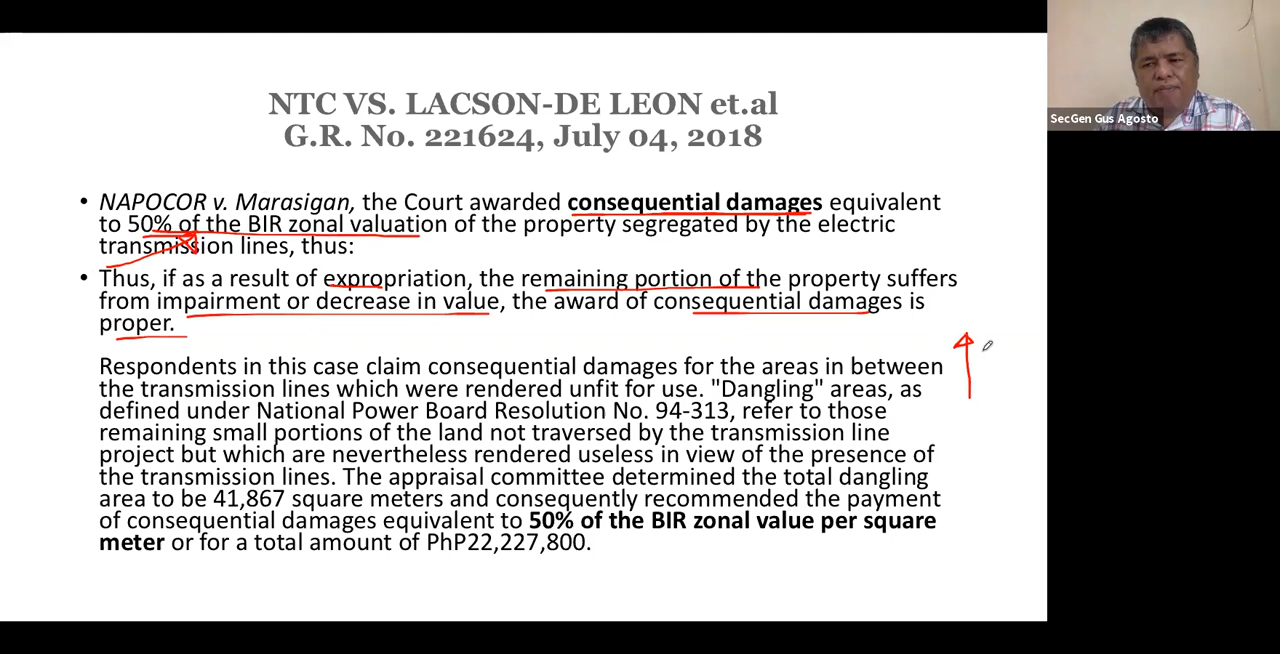 NTC VS. LACSON-DE LEON et.al
G.R. No. 221624, July 04, 2018
• NAPOCOR v. Marasigan, the Court awarded consequential damages equivalent
to 50% of the BIR zonal valuation of the property segregated by the electric
transmission lines, thus:
• Thus, if as a result of expropriation, the remaining portion of the property suffers
from impairment or decrease in value, the award of consequential damages is
proper.
Respondents in this case claim consequential damages for the areas in between
the transmission lines which were rendered unfit for use. "Dangling" areas, as
defined under National Power Board Resolution No. 94-313, refer to those
remaining small portions of the land not traversed by the transmission line
project but which are nevertheless rendered useless in view of the presence of
the transmission lines. The appraisal committee determined the total dangling
area to be 41,867 square meters and consequently recommended the payment
of consequential damages equivalent to 50% of the BIR zonal value per square
meter or for a total amount of PhP22,227,800.
SecGen Gus Agosto